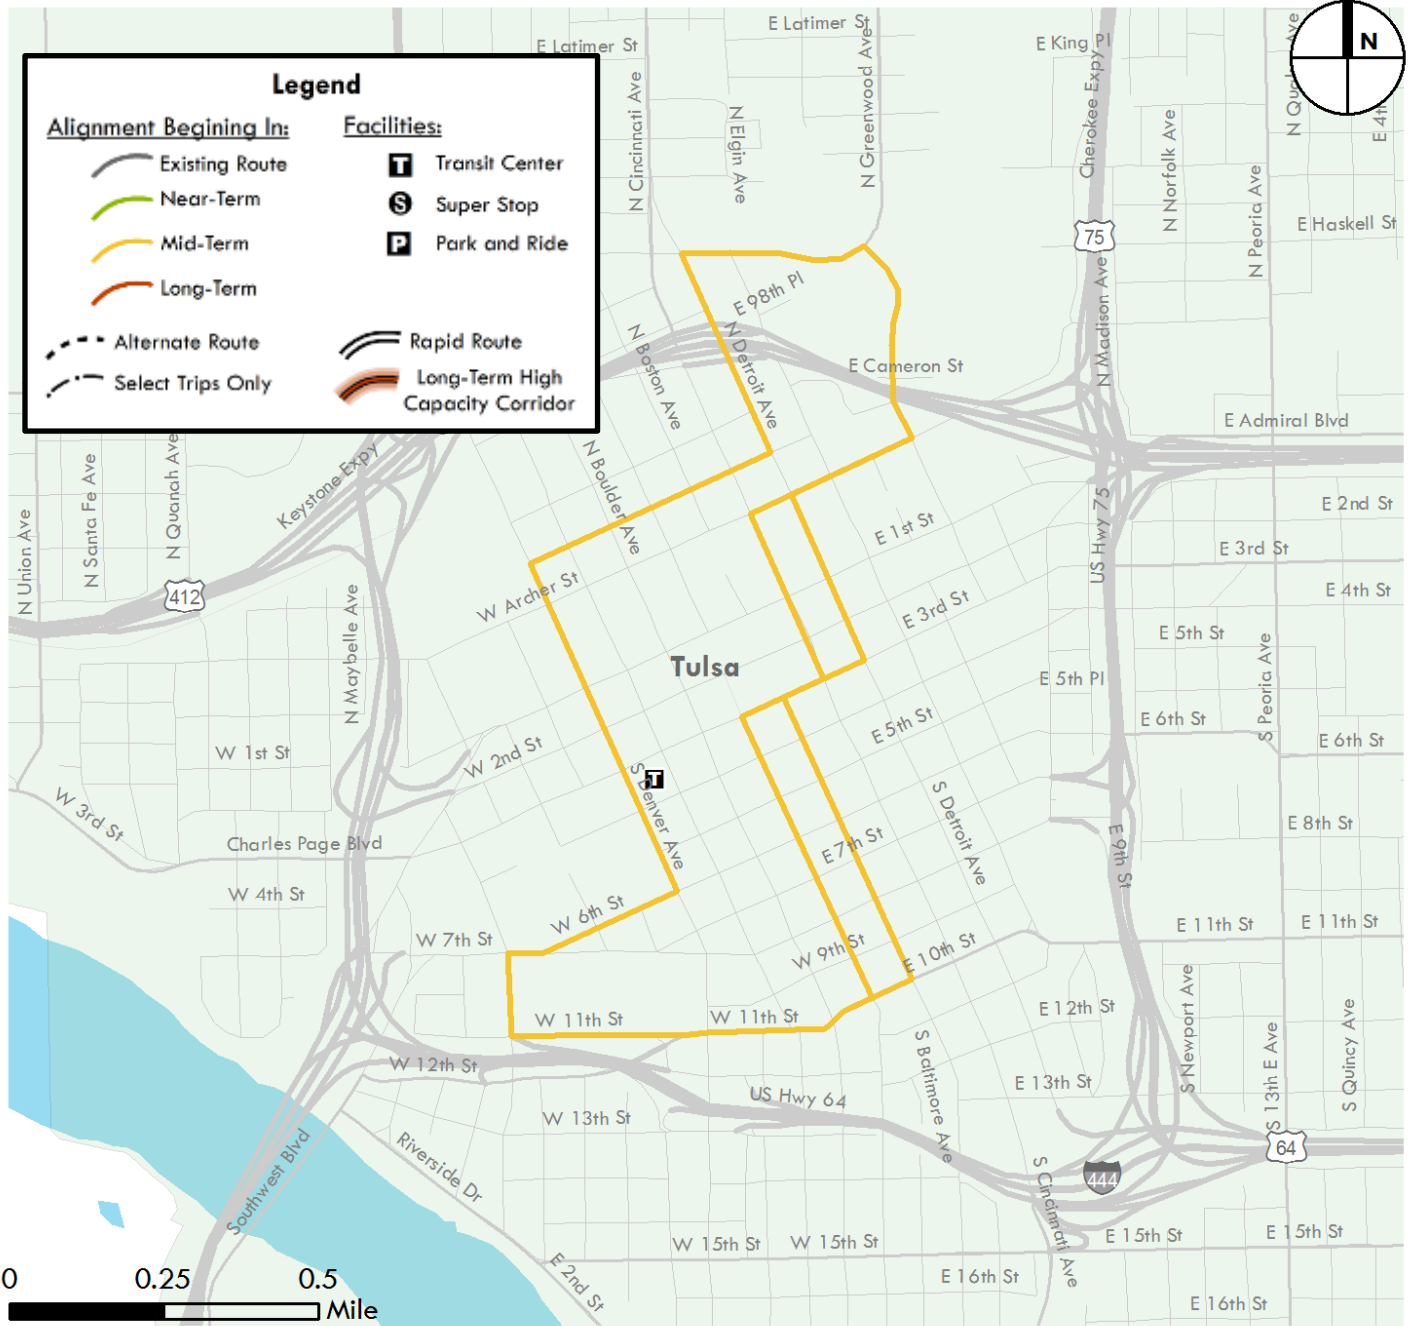 E Latimer St
E Latimer St
E King Pl
N
Legend
Alignment Begining In:
Facilities:
Existing Route
Near-Term
Mid-Term
Long-Term
Alternate Route
Select Trips Only
T Transit Center
S Super Stop
P Park and Ride
Rapid Route
Long-Term High
Capacity Corridor
N Cincinnati Ave
N Elgin Ave
N Greenwood Ave
Cherokee Expy
N Norfolk Ave
N Peoria Ave
E 4th
E Haskell St
75
N Madison Ave
E 98th Pl
N Boston Ave
N Detroit Ave
E Cameron St
E Admiral Blvd
N Boulder Ave
Keystone Expy
N Quanah Ave
N Santa Fe Ave
N Union Ave
412
N Maybelle Ave
W Archer St
E 1st St
E 3rd St
US Hwy 75
E 2nd St
E 3rd St
E 4th St
E 5th St
E 5th Pl
S Peoria Ave
E 6th St
E 6th St
Tulsa
W 1st St
W 2nd St
E 5th St
W 3rd St
Charles Page Blvd
T
S Denver Ave
E 7th St
S Detroit Ave
E 8th St
E 9th St
W 4th St
W 6th St
W 7th St
W 9th St
E 10th St
E 11th St
E 11th St
W 11th St
W 11th St
E 12th St
S Newport Ave
S 13th E Ave
S Quincy Ave
W 12th St
US Hwy 64
S Baltimore Ave
E 13th St
W 13th St
Southwest Blvd
Riverside Dr
64
444
S Cincinnati Ave
W 15th St
W 15th St
E 15th St
E 15th St
E 2nd St
E 16th St
E 16th St
0 0.25 0.5
Mile